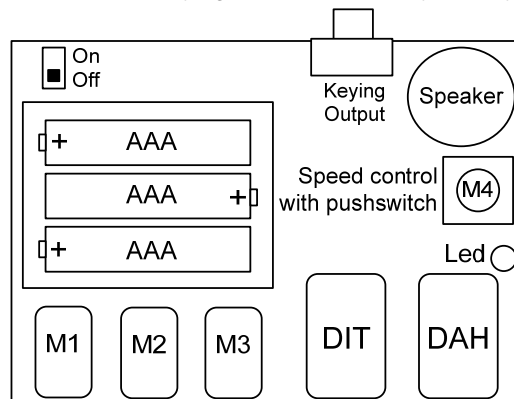 On
Off
Keying
Output
Speaker
+ AAA
AAA +
+ AAA
Speed control
with pushswitch
M4
Led
M1
M2
M3
DIT
DAH